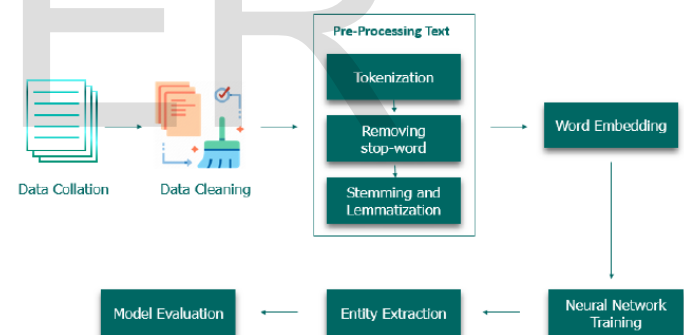 Pre-Processing Text
Tokenization
Removing
stop-word
Stemming and
Lemmatization
Data Collation
Data Cleaning
Word Embedding
Neural Network
Training
Entity Extraction
Model Evaluation